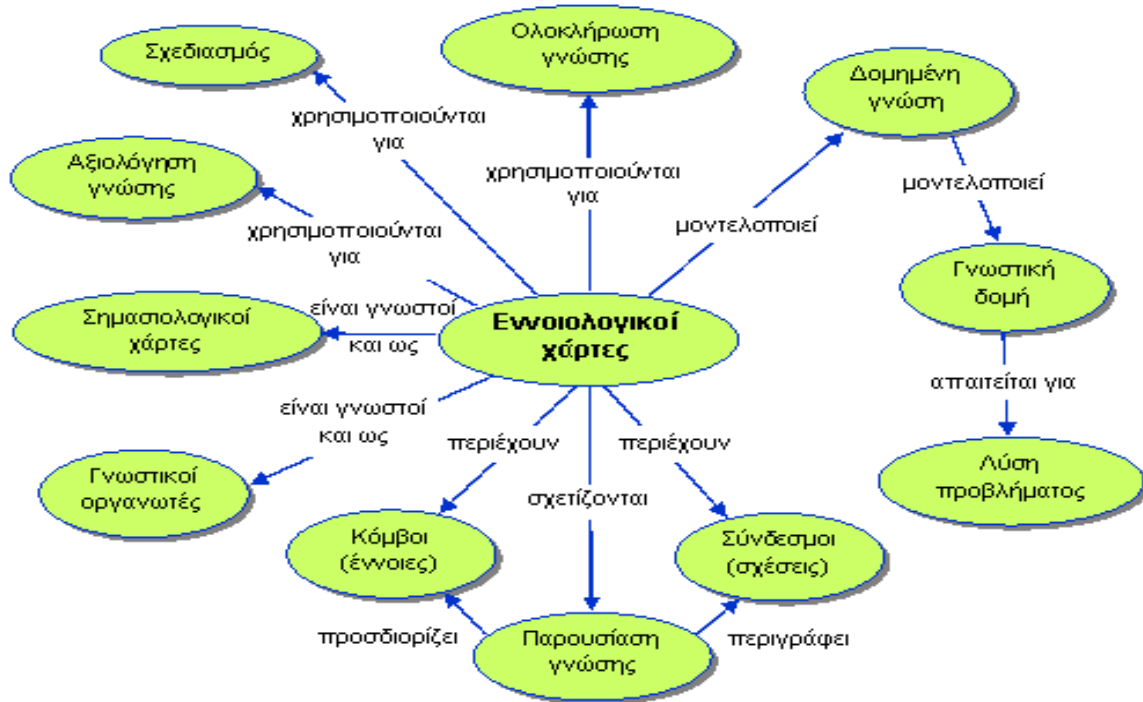 Σχεδιασμός
Ολοκλήρωση
γνώσης
Δομημένη
γνώση
χρησιμοποιούνται
για
Αξιολόγηση
γνώσης
χρησιμοποιούνται
για
μοντελοποιεί
χρησιμοποιούνται
για
μοντελοποιεί
Γνωστική
δομή
Σημασιολογικοί
χάρτες
είναι γνωστοί
και ως
Εννοιολογικοί
χάρτες
απαιτείται για
είναι γνωστοί
και ως
περιέχουν
περιέχουν
Γνωστικοί
οργανωτές
σχετίζονται
Λύση
προβλήματος
Κόμβοι
(έννοιες)
Σύνδεσμοι
(σχέσεις)
προσδιορίζει
Παρουσίαση
γνώσης
περιγράφει